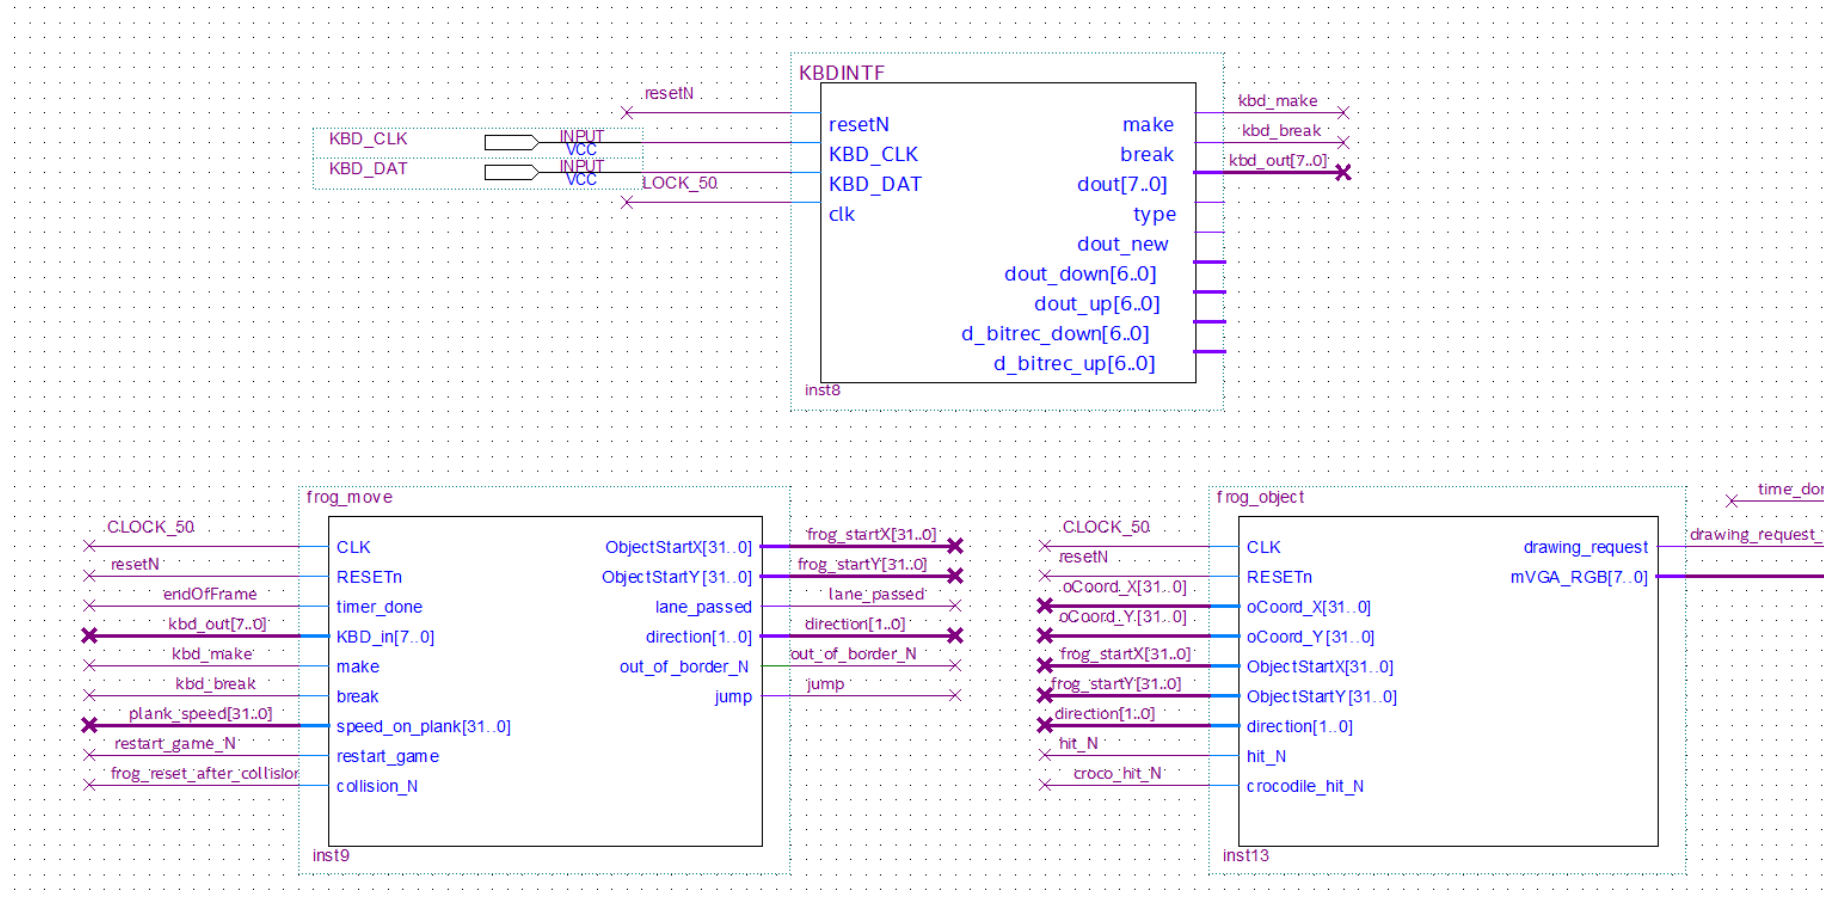 KBDINTF
resetN
KBD_CLK INPUT
VCC
KBD_DAT INPUT
VCC
LOCK_50
resetN
KBD_CLK
KBD_DAT
clk
make
break
dout[7..0]
type
dout_new
dout_down[6..0]
dout_up[6..0]
d_bitrec_down[6..0]
d_bitrec_up[6..0]
kbd_make
kbd_break
kbd_out[7..0]
inst8
frog_move
CLOCK_50
resetN
endOfFrame
kbd_out[7..0]
kbd_make
kbd_break
plank_speed[31..0]
restart_game_N
frog_reset_after_collision
CLK
RESETn
timer_done
KBD_in[7..0]
make
break
speed_on_plank[31..0]
restart_game
collision_N
ObjectStartX[31..0]
ObjectStartY[31..0]
lane_passed
direction[1..0]
out_of_border_N
jump
frog_startX[31..0]
frog_startY[31..0]
lane_passed
direction[1..0]
out_of_border_N
jump
inst9
frog_object
CLOCK_50
resetN
oCoord_X[31..0]
oCoord_Y[31..0]
frog_startX[31..0]
frog_startY[31..0]
direction[1..0]
hit_N
croco_hit_N
CLK
RESETn
oCoord_X[31..0]
oCoord_Y[31..0]
ObjectStartX[31..0]
ObjectStartY[31..0]
direction[1..0]
hit_N
crocodile_hit_N
drawing_request
mVGA_RGB[7..0]
time_dor
drawing_request_
inst13